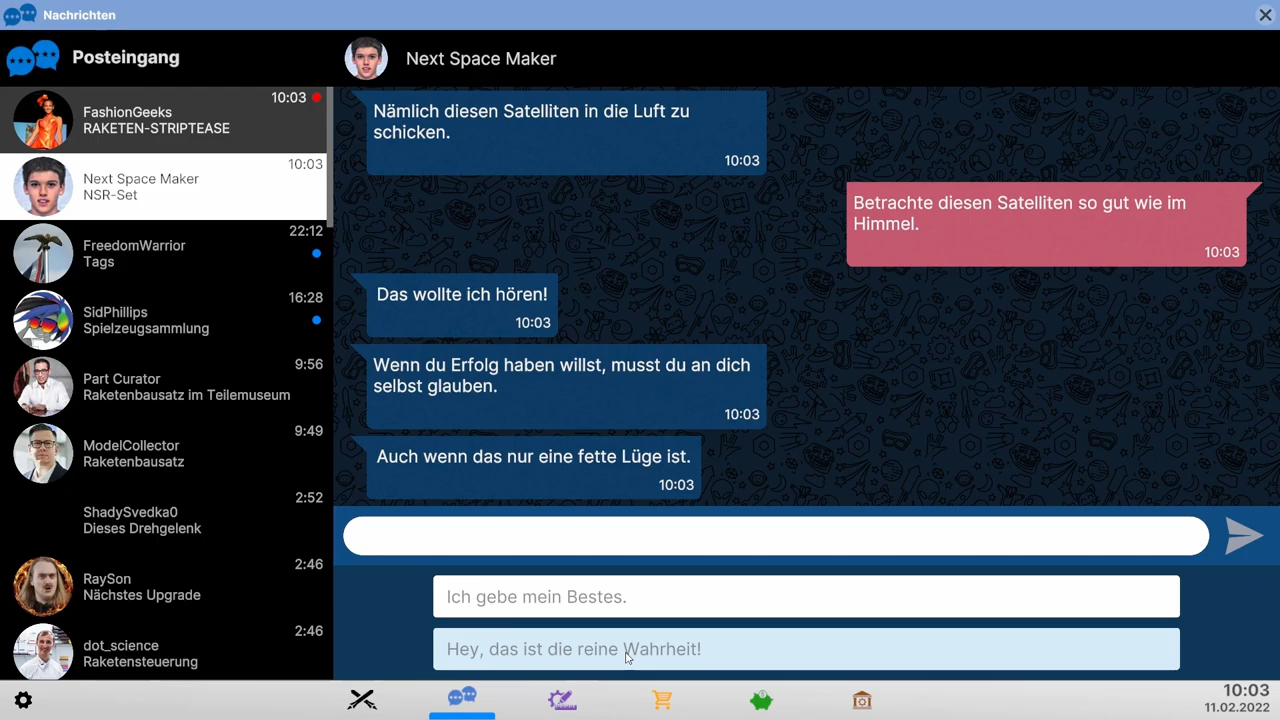 Nachrichten
Posteingang
FashionGeeks
10:03
RAKETEN-STRIPTEASE
Next Space Maker
10:03
NSR-Set
FreedomWarrior
22:12
Tags
SidPhillips
16:28
Spielzeugsammlung
Part Curator
9:56
Raketenbausatz im Teilemuseum
ModelCollector
9:49
Raketenbausatz
ShadySvedka0
2:52
Dieses Drehgelenk
RaySon
2:46
Nächstes Upgrade
dot_science
2:46
Raketensteuerung
Next Space Maker
Nämlich diesen Satelliten in die Luft zu
schicken.
10:03
Betrachte diesen Satelliten so gut wie im
Himmel.
10:03
Das wollte ich hören!
10:03
Wenn du Erfolg haben willst, musst du an dich
selbst glauben.
10:03
Auch wenn das nur eine fette Lüge ist.
10:03
Ich gebe mein Bestes.
Hey, das ist die reine Wahrheit!
10:03
11.02.2022